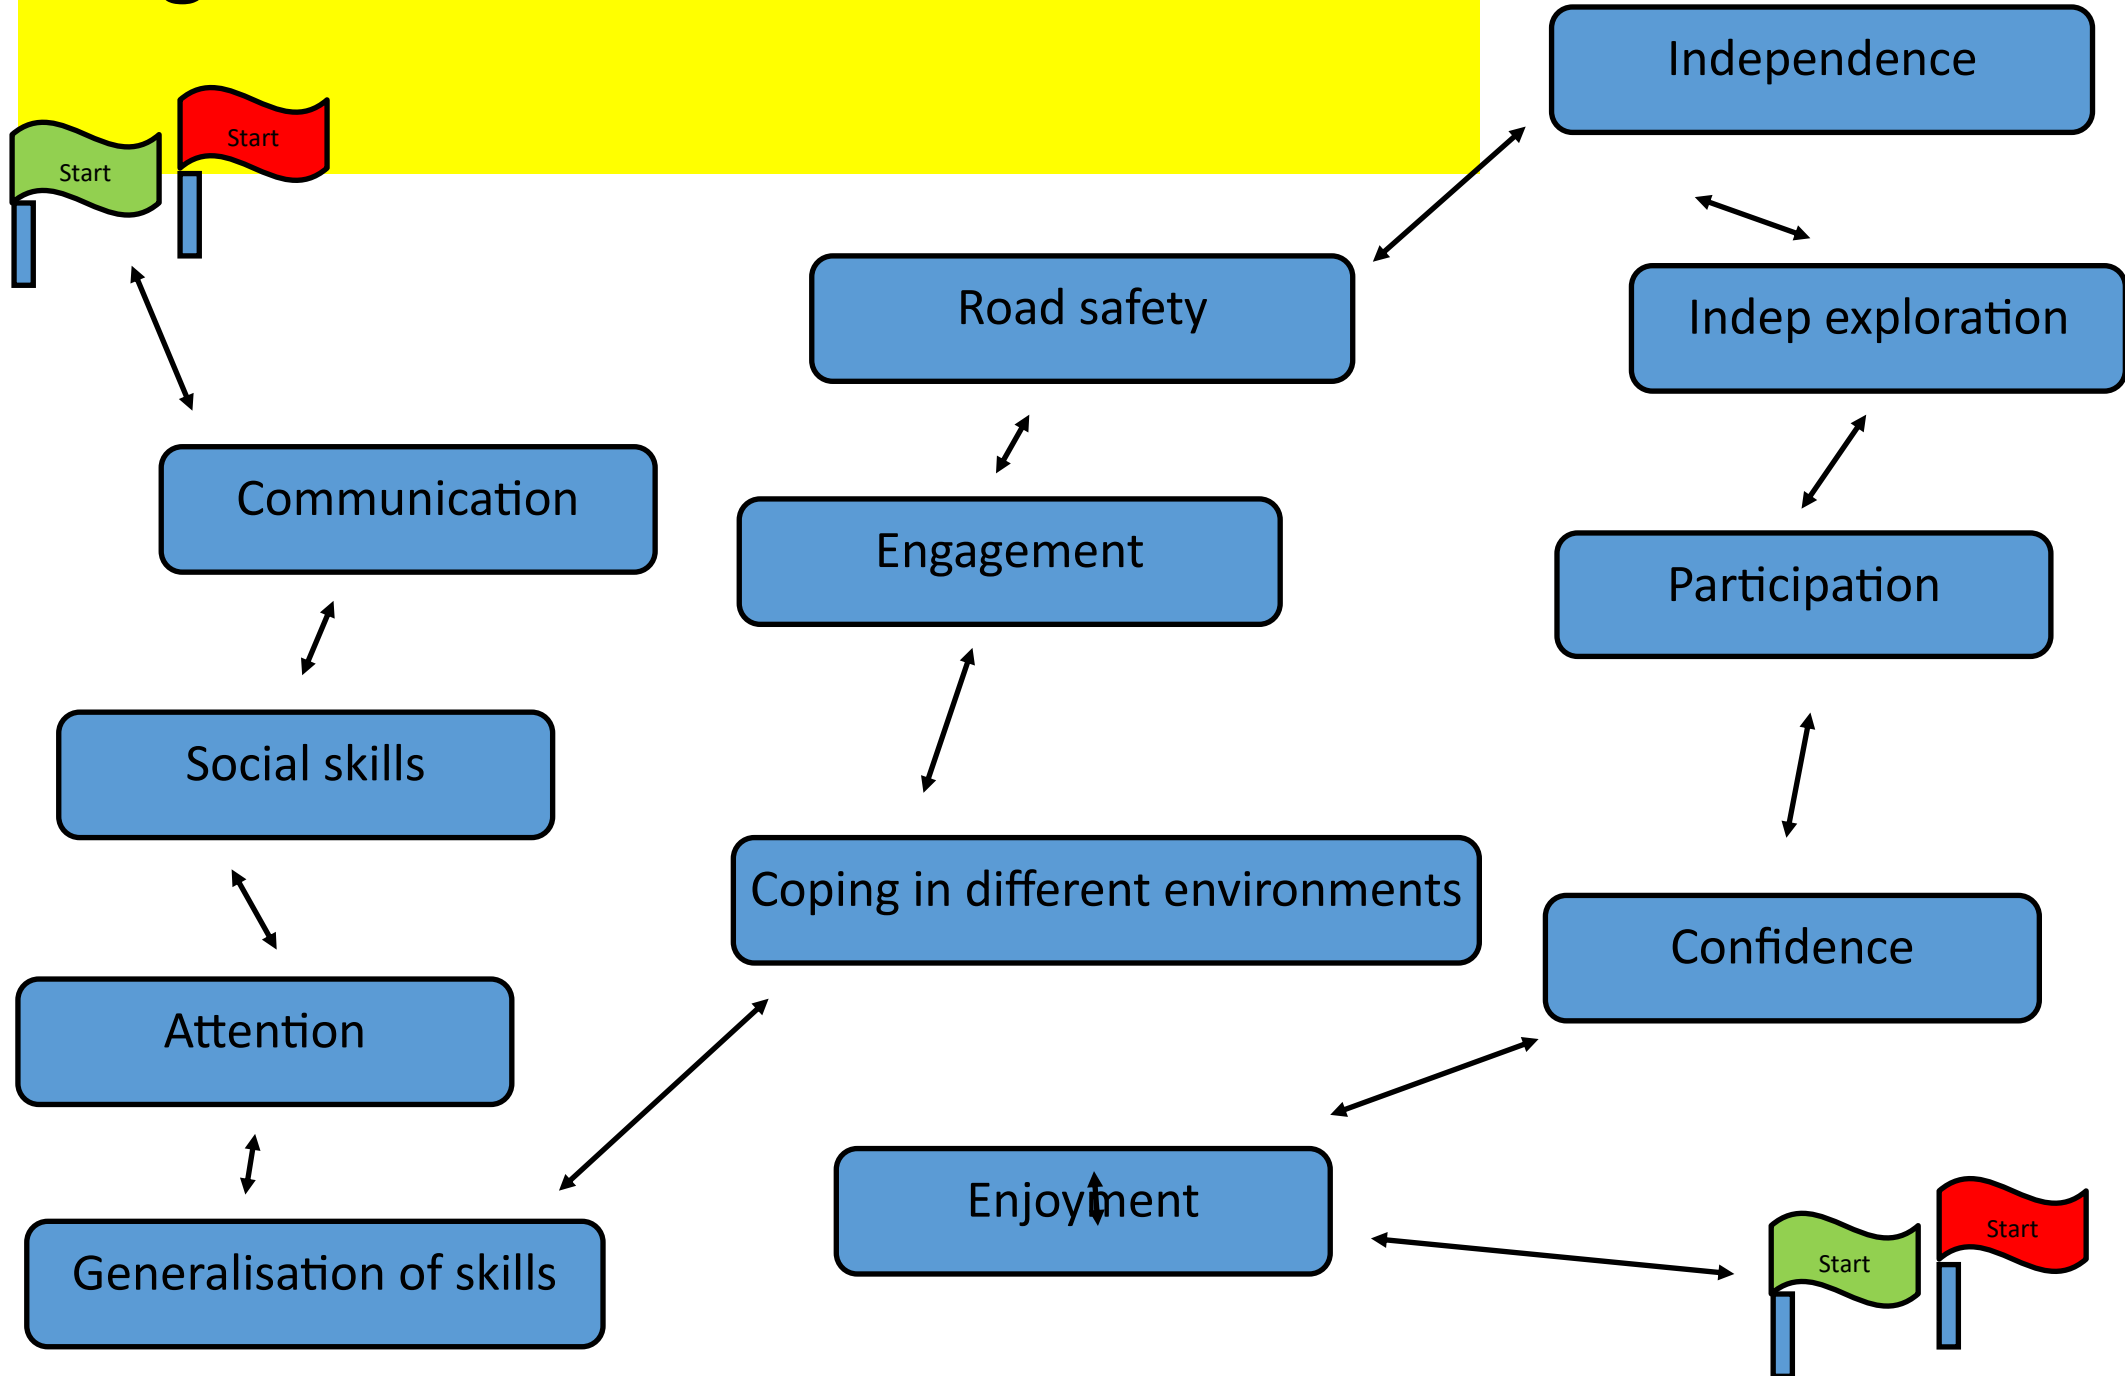 Start
Start
Communication
Social skills
Attention
Generalisation of skills
Coping in different environments
Engagement
Road safety
Independence
Indep exploration
Participation
Confidence
Enjoyment
Start
Start